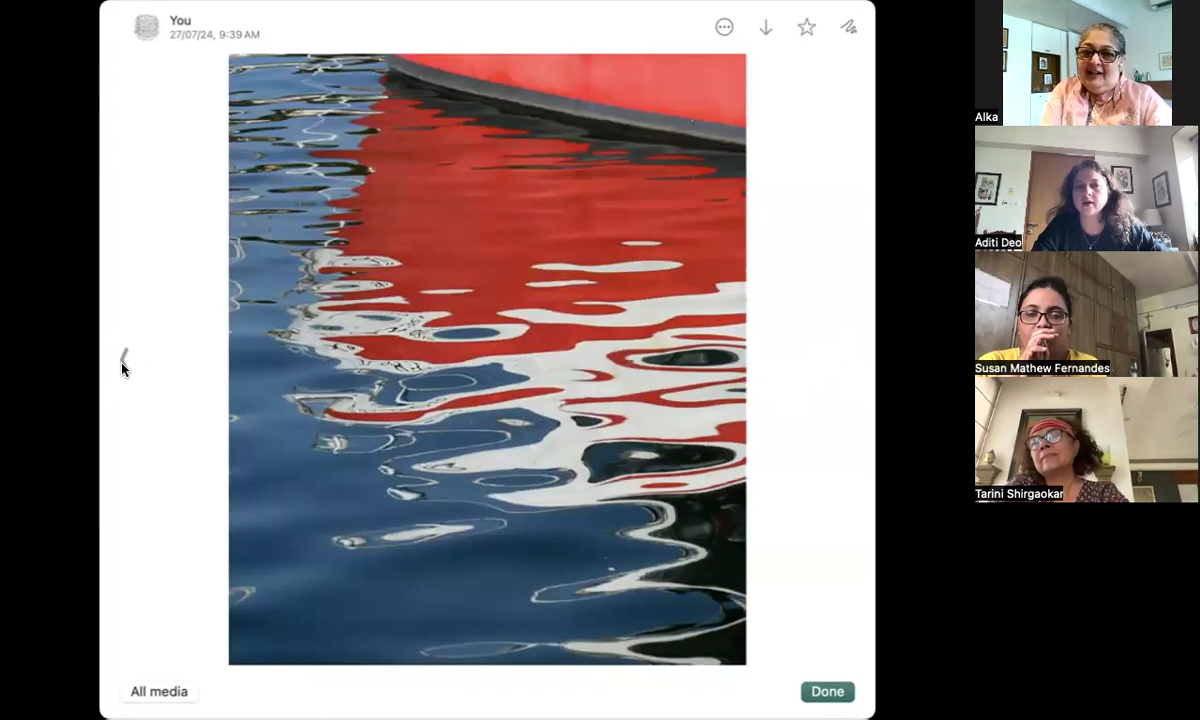 You
27/07/24, 9:39 AM
All media
Done
Alka
Aditi Deo
Susan Mathew Fernandes
Tarini Shirgaokar